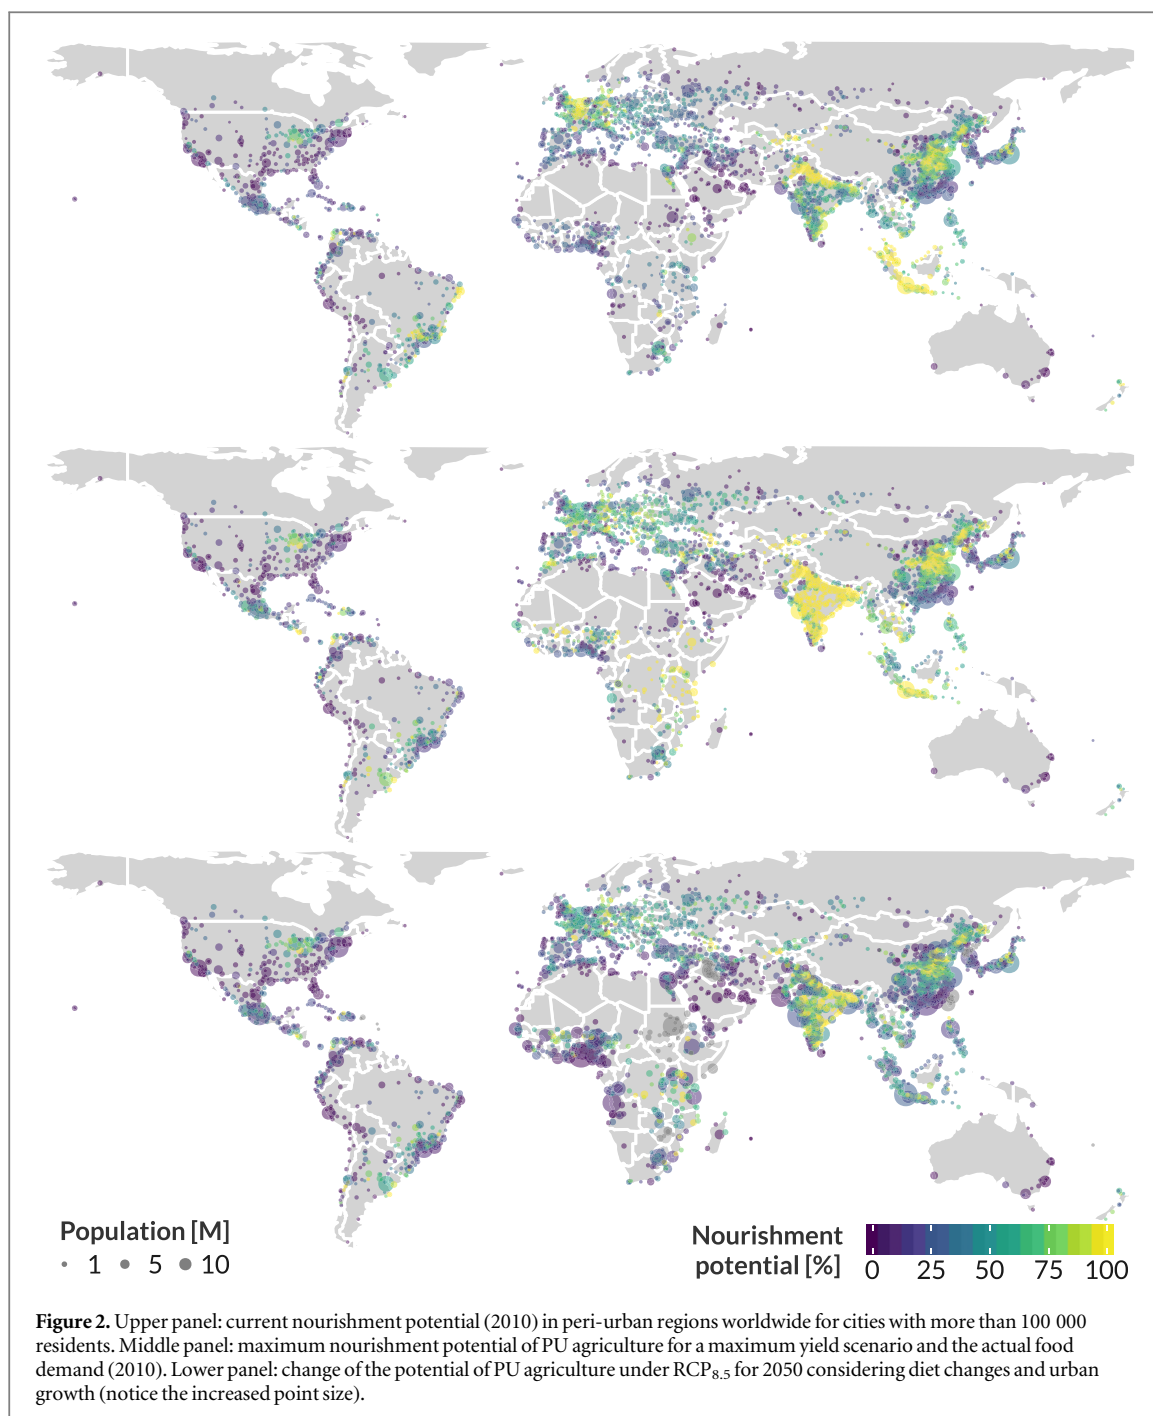 Population [M]
1 5 10
Nourishment
potential [%]
0 25 50 75 100
Figure 2. Upper panel: current nourishment potential (2010) in peri-urban regions worldwide for cities with more than 100 000
residents. Middle panel: maximum nourishment potential of PU agriculture for a maximum yield scenario and the actual food
demand (2010). Lower panel: change of the potential of PU agriculture under RCP8.5 for 2050 considering diet changes and urban
growth (notice the increased point size).